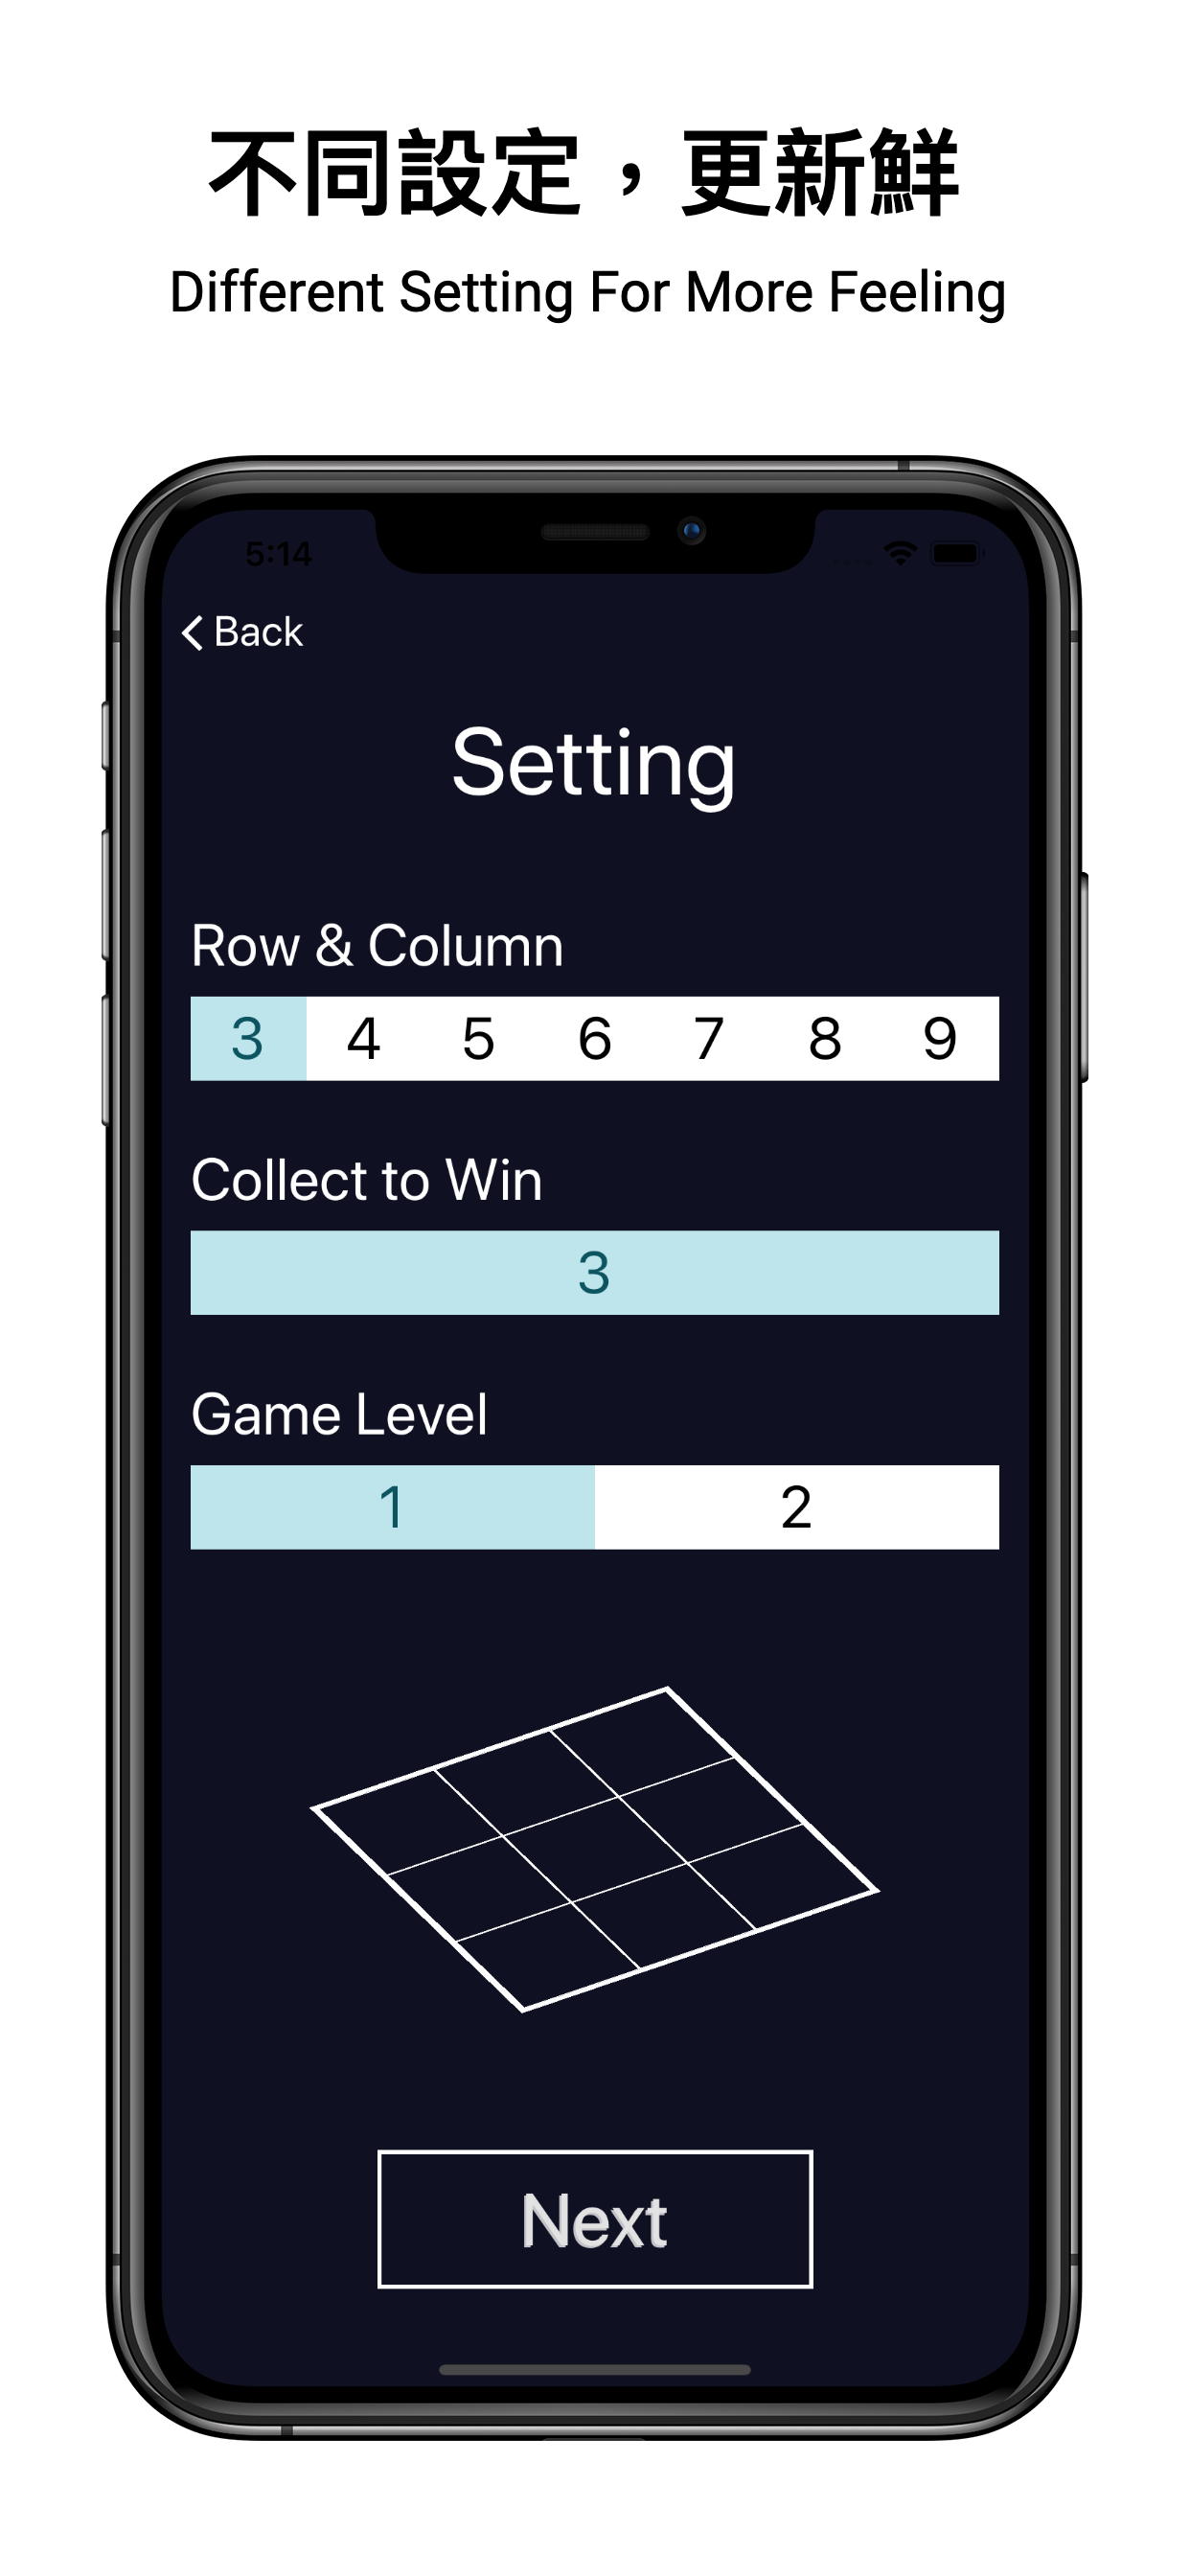 不同設定，更新鮮
Different Setting For More Feeling
5:14
Back
Setting
Row & Column
3 4 5 6 7 8 9
Collect to Win
3
Game Level
1 2
Next